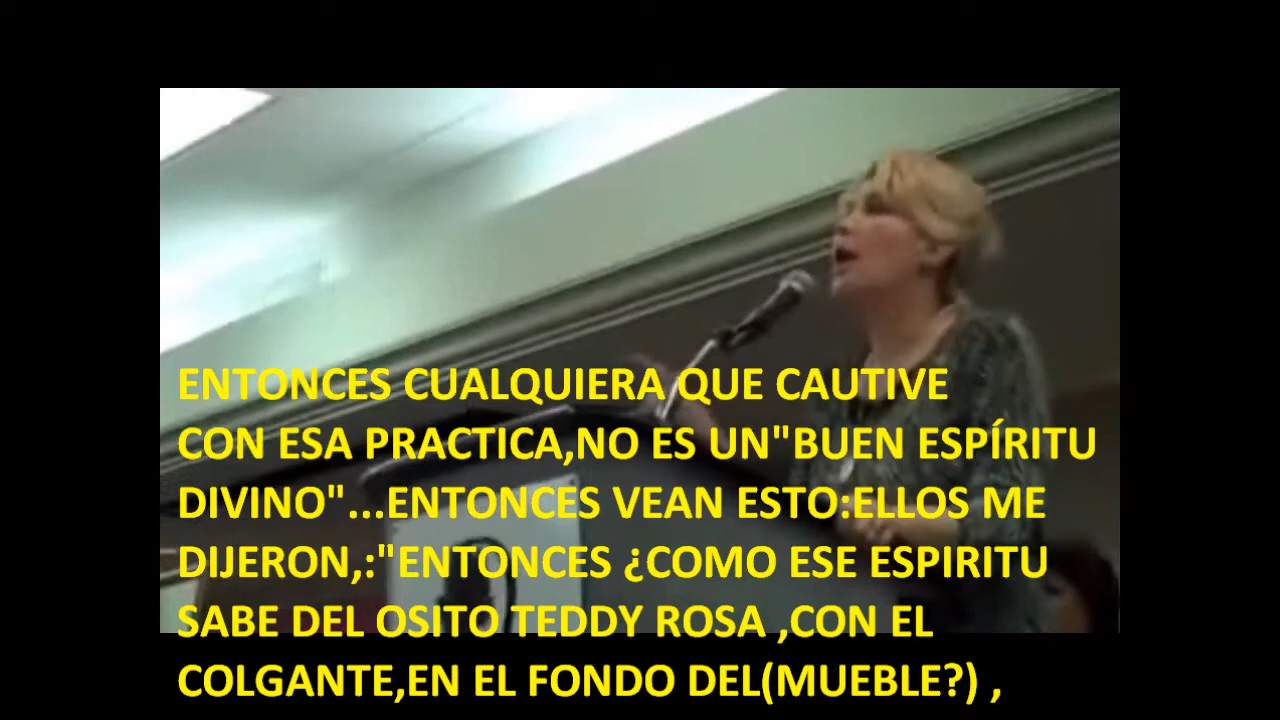 ENTONCES CUALQUIERA QUE CAUTIVE
CON ESA PRACTICA,NO ES UN"BUEN ESPÍRITU
DIVINO"...ENTONCES VEAN ESTO:ELLOS ME
DIJERON,:"ENTONCES ¿COMO ESE ESPIRITU
SABE DEL OSITO TEDDY ROSA ,CON EL
COLGANTE,EN EL FONDO DEL(MUEBLE?) ,